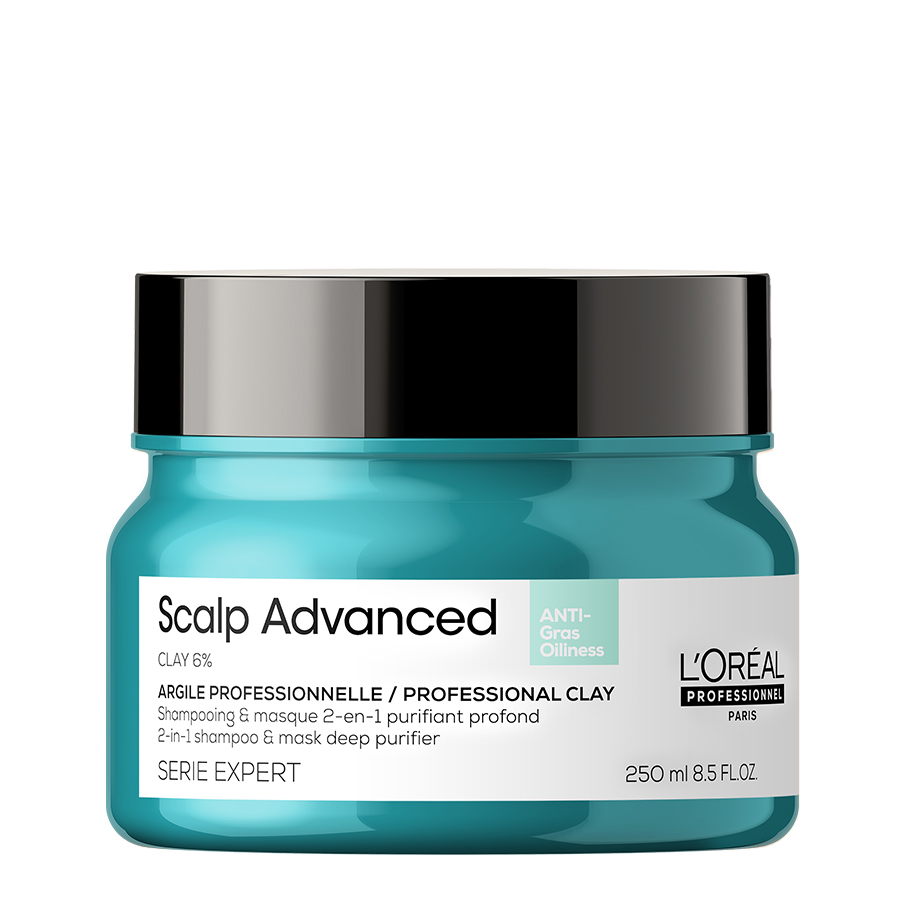 Scalp Advanced
ANTI-
Gras
Oiliness
CLAY 6%
ARGILE PROFESSIONNELLE / PROFESSIONAL CLAY
Shampooing & masque 2-en-1 purifiant profond
2-in-1 shampoo & mask deep purifier
SERIE EXPERT
L'ORÉAL
PROFESSIONNEL
PARIS
250 ml 8.5 FL.OZ.